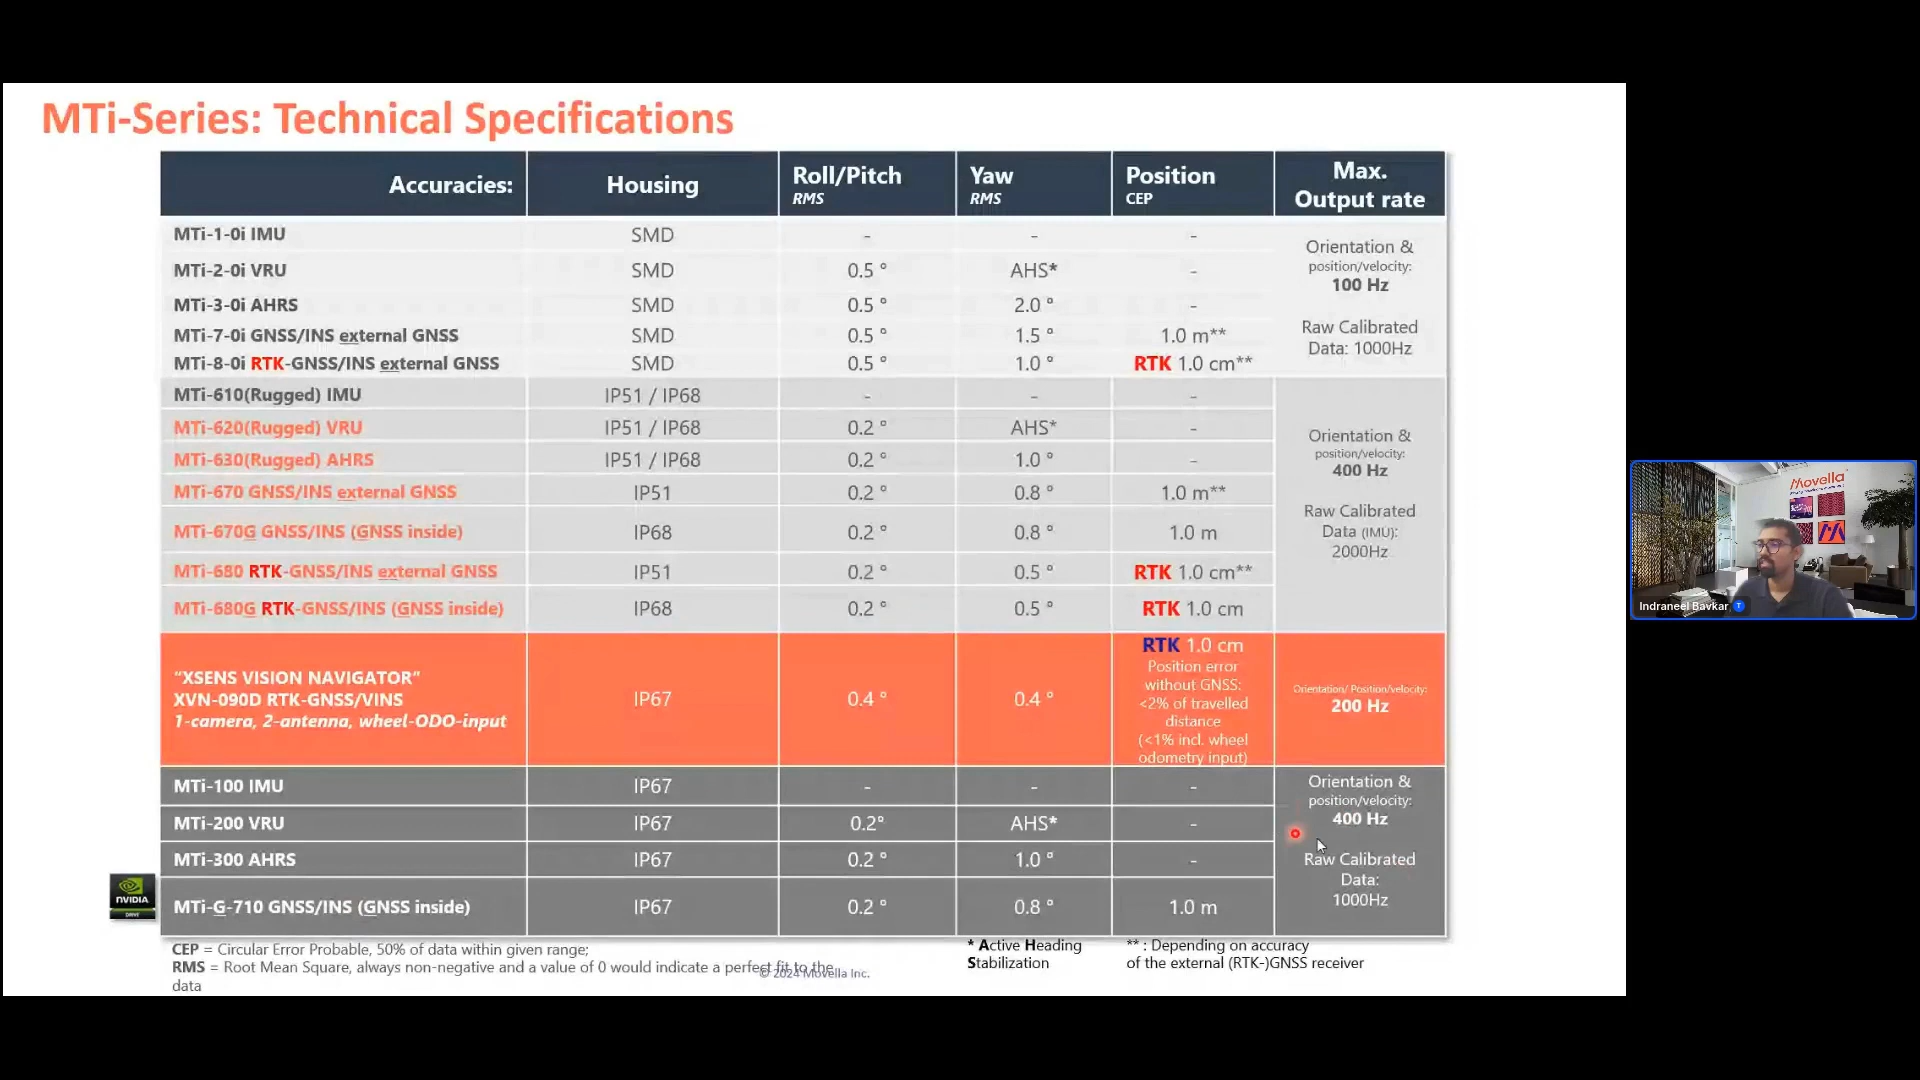 MTi-Series: Technical Specifications
Accuracies: Housing Roll/Pitch RMS Yaw RMS Position CEP Max. Output rate
MTi-1-0i IMU SMD - - -
MTi-2-0i VRU SMD 0.5 ° AHS* -
MTi-3-0i AHRS SMD 0.5 ° 2.0 ° -
MTi-7-0i GNSS/INS external GNSS SMD 0.5 ° 1.5 ° 1.0 m**
MTi-8-0i RTK-GNSS/INS external GNSS SMD 0.5 ° 1.0 ° RTK 1.0 cm**
Orientation &
position/velocity:
100 Hz
Raw Calibrated
Data: 1000Hz
MTi-610(Rugged) IMU IP51 / IP68 - - -
MTi-620(Rugged) VRU IP51 / IP68 0.2 ° AHS* -
MTi-630(Rugged) AHRS IP51 / IP68 0.2 ° 1.0 ° -
MTi-670 GNSS/INS external GNSS IP51 0.2 ° 0.8 ° 1.0 m**
MTi-670G GNSS/INS (GNSS inside) IP68 0.2 ° 0.8 ° 1.0 m
MTi-680 RTK-GNSS/INS external GNSS IP51 0.2 ° 0.5 ° RTK 1.0 cm**
MTi-680G RTK-GNSS/INS (GNSS inside) IP68 0.2 ° 0.5 ° RTK 1.0 cm
Orientation &
position/velocity:
400 Hz
Raw Calibrated
Data (IMU):
2000Hz
"XSENS VISION NAVIGATOR"
XVN-090D RTK-GNSS/VINS
1-camera, 2-antenna, wheel-ODO-input
IP67 0.4 ° 0.4 °
RTK 1.0 cm
Position error
without GNSS:
<2% of travelled
distance
(<1% incl. wheel
odometry input)
Orientation/ Position/velocity:
200 Hz
MTi-100 IMU IP67 - - -
MTi-200 VRU IP67 0.2° AHS* -
MTi-300 AHRS IP67 0.2 ° 1.0 ° -
MTi-G-710 GNSS/INS (GNSS inside) IP67 0.2 ° 0.8 ° 1.0 m
Orientation &
position/velocity:
400 Hz
Raw Calibrated
Data:
1000Hz
NVIDIA
DRIVE
CEP = Circular Error Probable, 50% of data within given range;
RMS = Root Mean Square, always non-negative and a value of 0 would indicate a perfect fit to the
data
© 2024 Movella Inc.
* Active Heading
Stabilization
** : Depending on accuracy
of the external (RTK-)GNSS receiver
Movella
Indraneel Bavkar